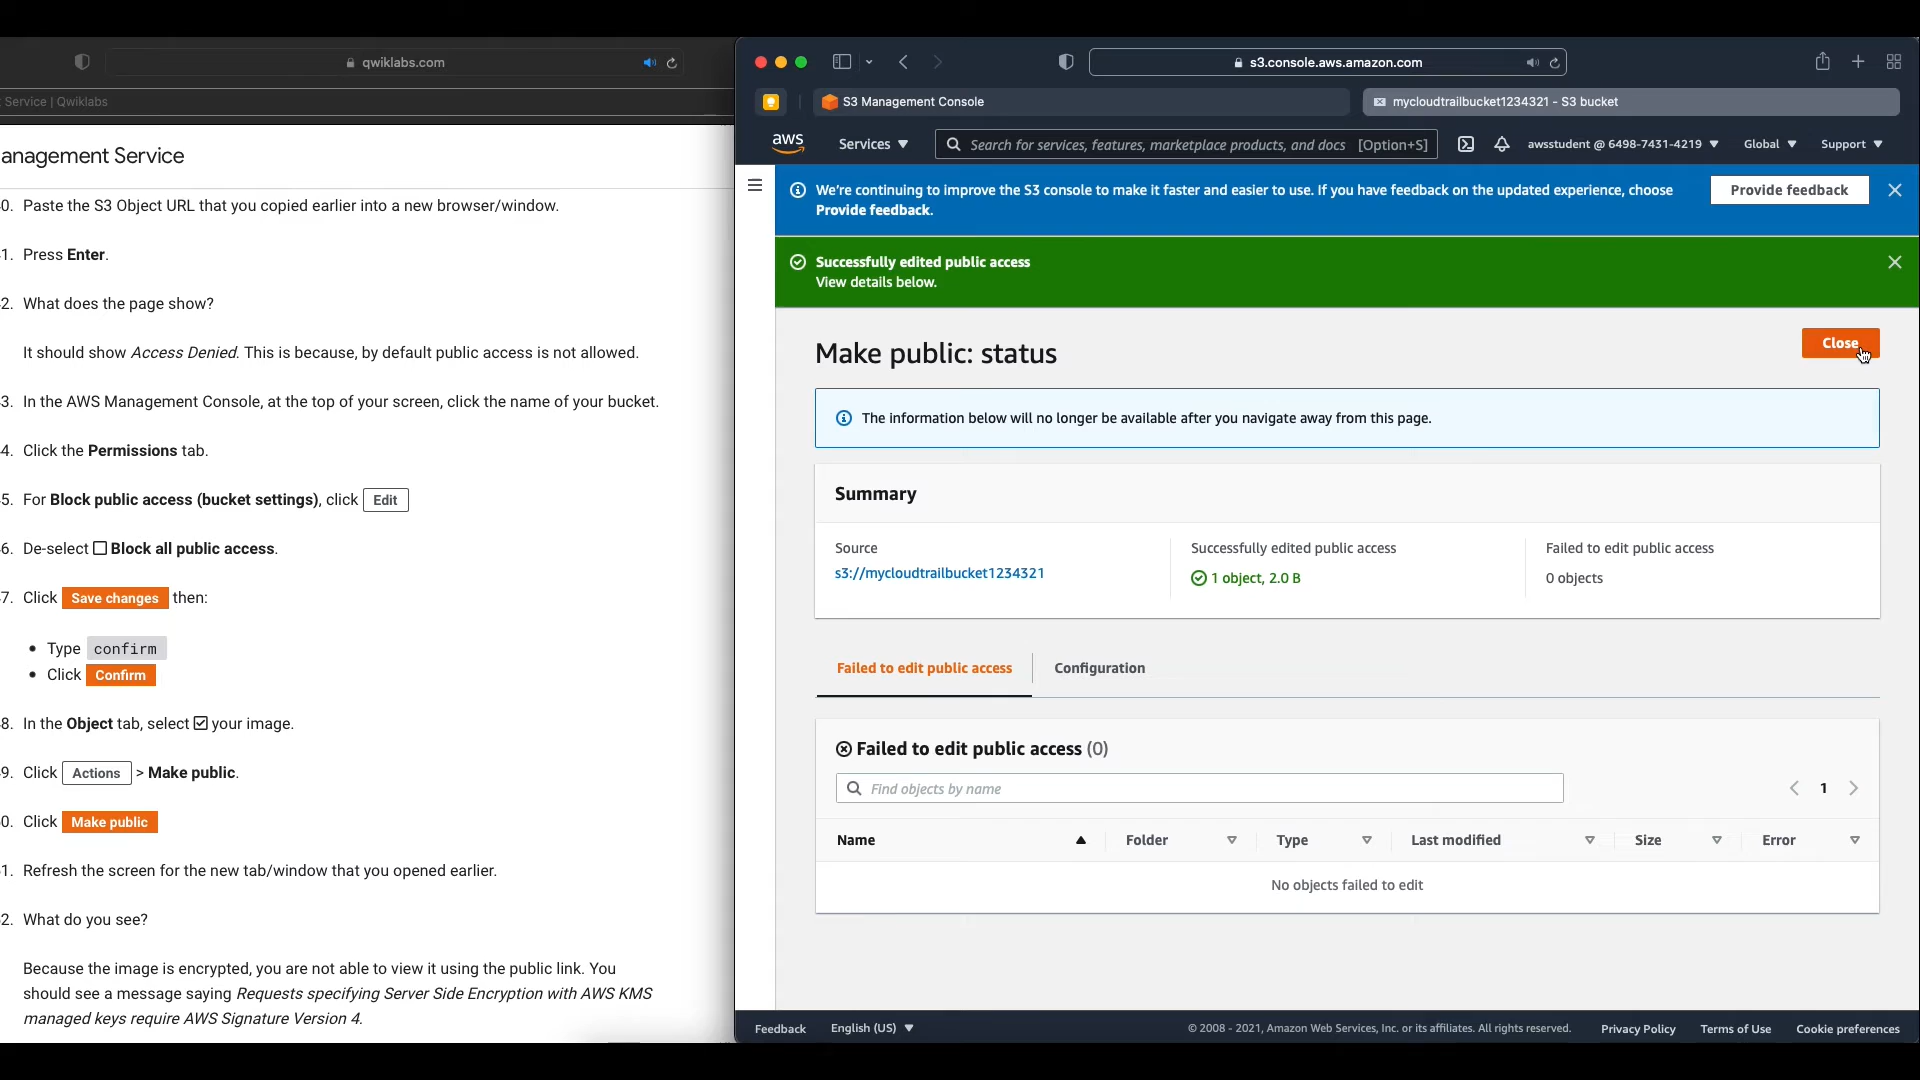 qwiklabs.com
Service | Qwiklabs
anagement Service
0. Paste the S3 Object URL that you copied earlier into a new browser/window.
1. Press Enter.
2. What does the page show?
It should show Access Denied. This is because, by default public access is not allowed.
3. In the AWS Management Console, at the top of your screen, click the name of your bucket.
4. Click the Permissions tab.
5. For Block public access (bucket settings), click Edit
6. De-select Block all public access.
7. Click Save changes then:
• Type confirm
• Click Confirm
8. In the Object tab, select your image.
9. Click Actions > Make public.
0. Click Make public
1. Refresh the screen for the new tab/window that you opened earlier.
2. What do you see?
Because the image is encrypted, you are not able to view it using the public link. You
should see a message saying Requests specifying Server Side Encryption with AWS KMS
managed keys require AWS Signature Version 4.
s3.console.aws.amazon.com
S3 Management Console
mycloudtrailbucket1234321 - S3 bucket
aws
Services
Search for services, features, marketplace products, and docs [Option+S]
awsstudent @ 6498-7431-4219
Global
Support
We're continuing to improve the S3 console to make it faster and easier to use. If you have feedback on the updated experience, choose
Provide feedback.
Provide feedback
Successfully edited public access
View details below.
Make public: status
Close
The information below will no longer be available after you navigate away from this page.
Summary
Source
s3://mycloudtrailbucket1234321
Successfully edited public access
1 object, 2.0 B
Failed to edit public access
0 objects
Failed to edit public access
Configuration
Failed to edit public access (0)
Find objects by name
1
Name Folder Type Last modified Size Error
No objects failed to edit
Feedback
English (US)
© 2008 - 2021, Amazon Web Services, Inc. or its affiliates. All rights reserved.
Privacy Policy
Terms of Use
Cookie preferences